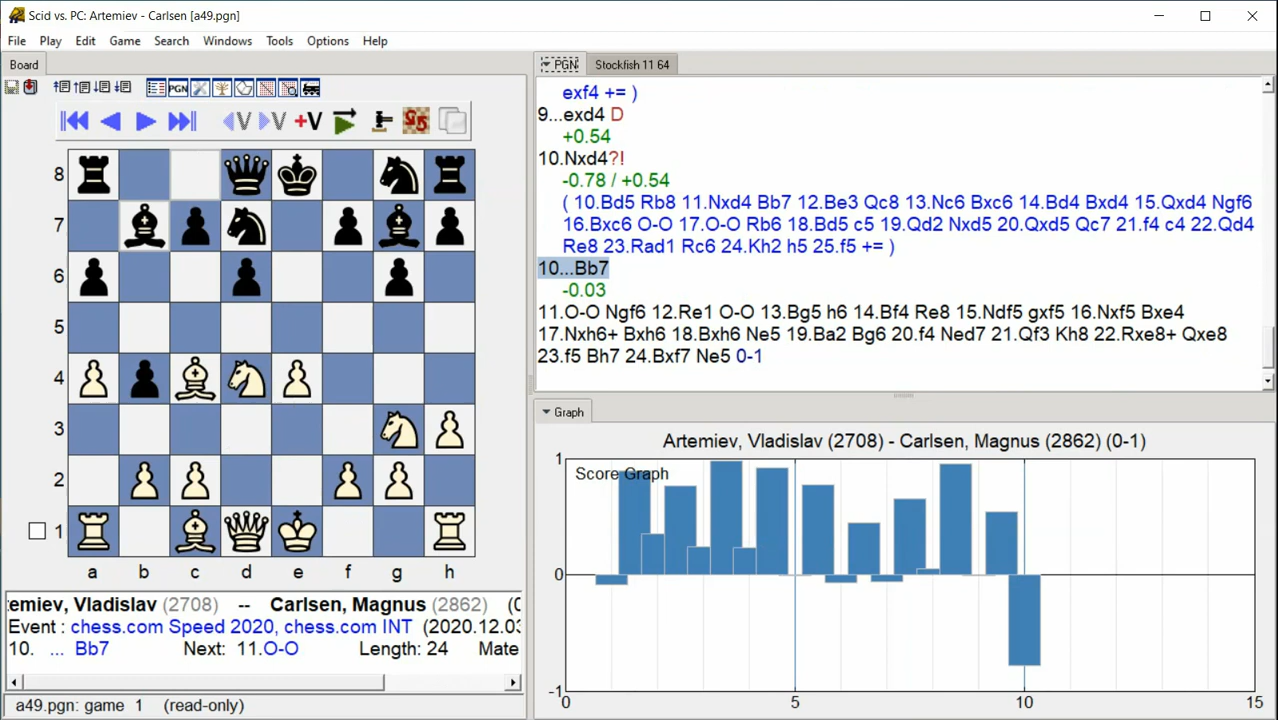 Scid vs. PC: Artemiev - Carlsen [a49.pgn]
File Play Edit Game Search Windows Tools Options Help
Board
PGN Stockfish 11 64
PGN
V V +V
8
7
6
5
4
3
2
1
a b c d e f g h
temiev, Vladislav (2708) -- Carlsen, Magnus (2862) (0
Event : chess.com Speed 2020, chess.com INT (2020.12.03
10. ... Bb7 Next: 11.O-O Length: 24 Mate
a49.pgn: game 1 (read-only)
exf4 += )
9...exd4 D
+0.54
10.Nxd4?!
-0.78 / +0.54
( 10.Bd5 Rb8 11.Nxd4 Bb7 12.Be3 Qc8 13.Nc6 Bxc6 14.Bd4 Bxd4 15.Qxd4 Ngf6
16.Bxc6 O-O 17.O-O Rb6 18.Bd5 c5 19.Qd2 Nxd5 20.Qxd5 Qc7 21.f4 c4 22.Qd4
Re8 23.Rad1 Rc6 24.Kh2 h5 25.f5 += )
10...Bb7
-0.03
11.O-O Ngf6 12.Re1 O-O 13.Bg5 h6 14.Bf4 Re8 15.Ndf5 gxf5 16.Nxf5 Bxe4
17.Nxh6+ Bxh6 18.Bxh6 Ne5 19.Ba2 Bg6 20.f4 Ned7 21.Qf3 Kh8 22.Rxe8+ Qxe8
23.f5 Bh7 24.Bxf7 Ne5 0-1
Graph
Artemiev, Vladislav (2708) - Carlsen, Magnus (2862) (0-1)
Score Graph
1
0
-1
0 5 10 15